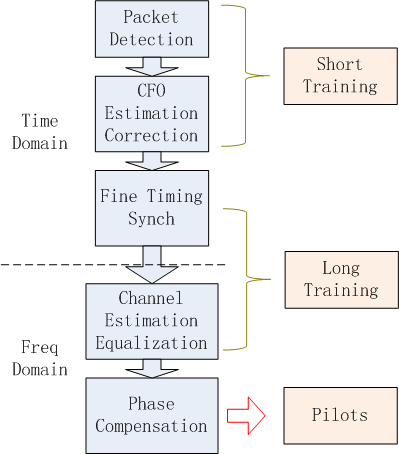 Packet
Detection
CFO
Estimation
Correction
Short
Training
Time
Domain
Fine Timing
Synch
Channel
Estimation
Equalization
Long
Training
Freq
Domain
Phase
Compensation
Pilots